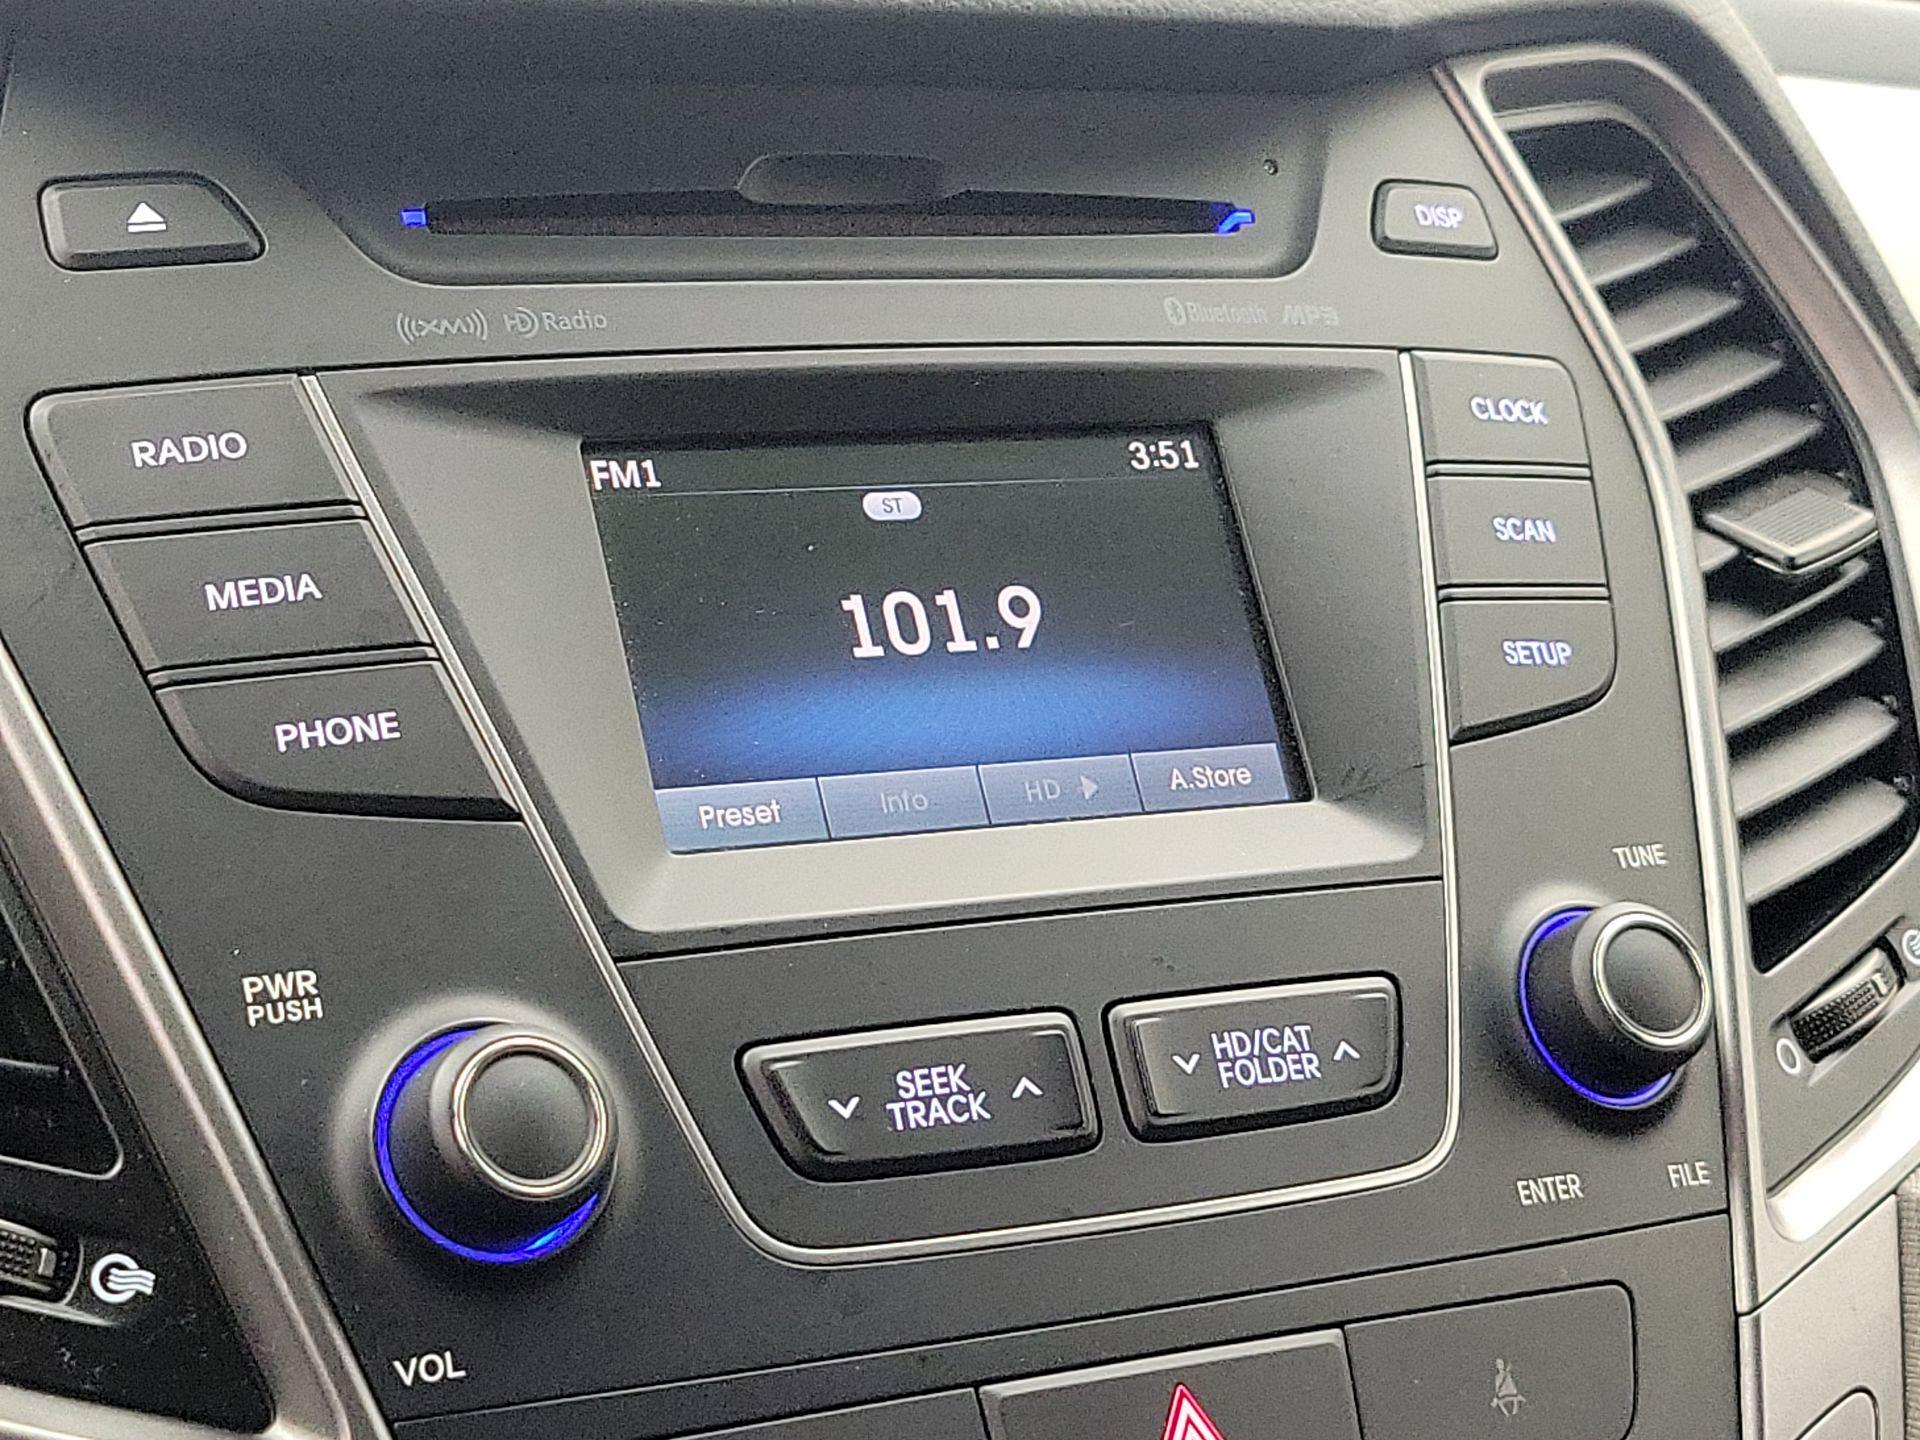 DISP
((XM)) HD Radio
Bluetooth MP3
RADIO
MEDIA
PHONE
FM1
3:51
ST
101.9
Preset
Info
HD
A.Store
CLOCK
SCAN
SETUP
TUNE
PWR
PUSH
SEEK
TRACK
HD/CAT
FOLDER
ENTER
FILE
VOL